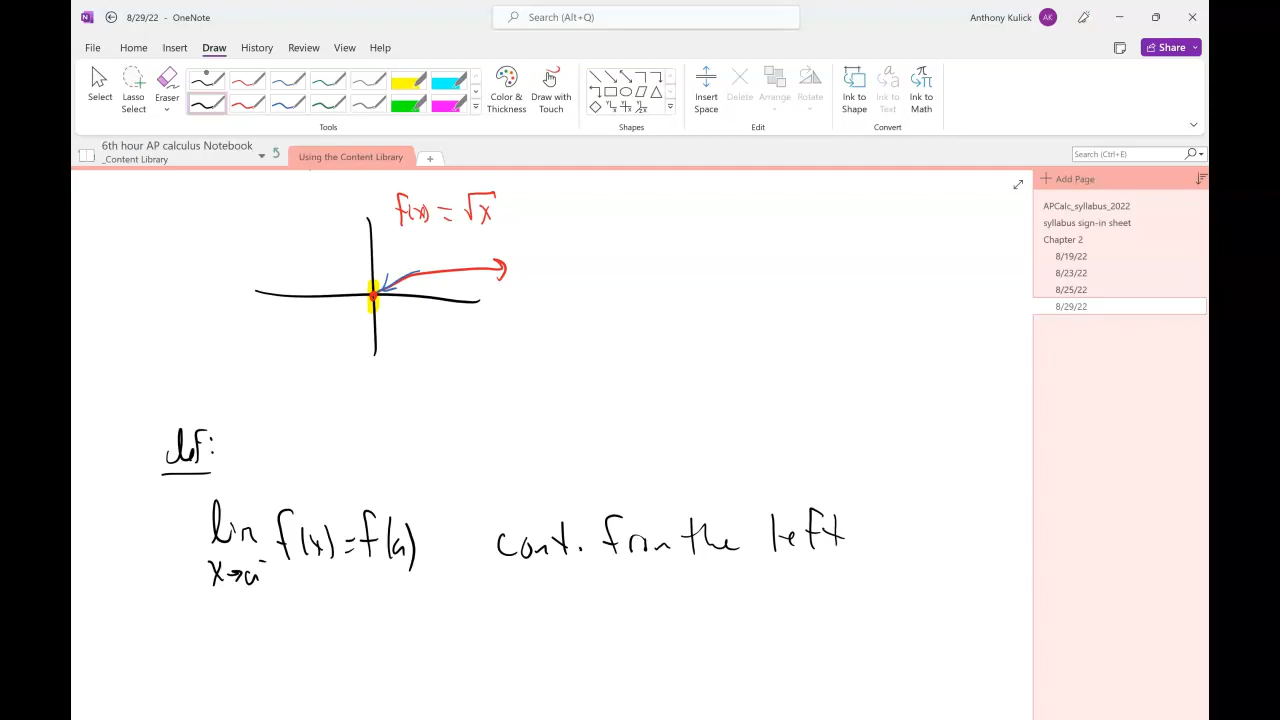 8/29/22 - OneNote
Search (Alt+Q)
Anthony Kulick AK
File Home Insert Draw History Review View Help
Share
Select
Lasso Select
Eraser
Color & Thickness
Draw with Touch
Insert Space
Delete
Arrange
Rotate
Ink to Shape
Ink to Text
Ink to Math
Tools Shapes Edit Convert
6th hour AP calculus Notebook
_Content Library
Using the Content Library
+
Search (Ctrl+E)
Add Page
APCalc_syllabus_2022
syllabus sign-in sheet
Chapter 2
8/19/22
8/23/22
8/25/22
8/29/22
f(x) = √x
def:
lim f(x) = f(a) cont. from the left
x→a⁻